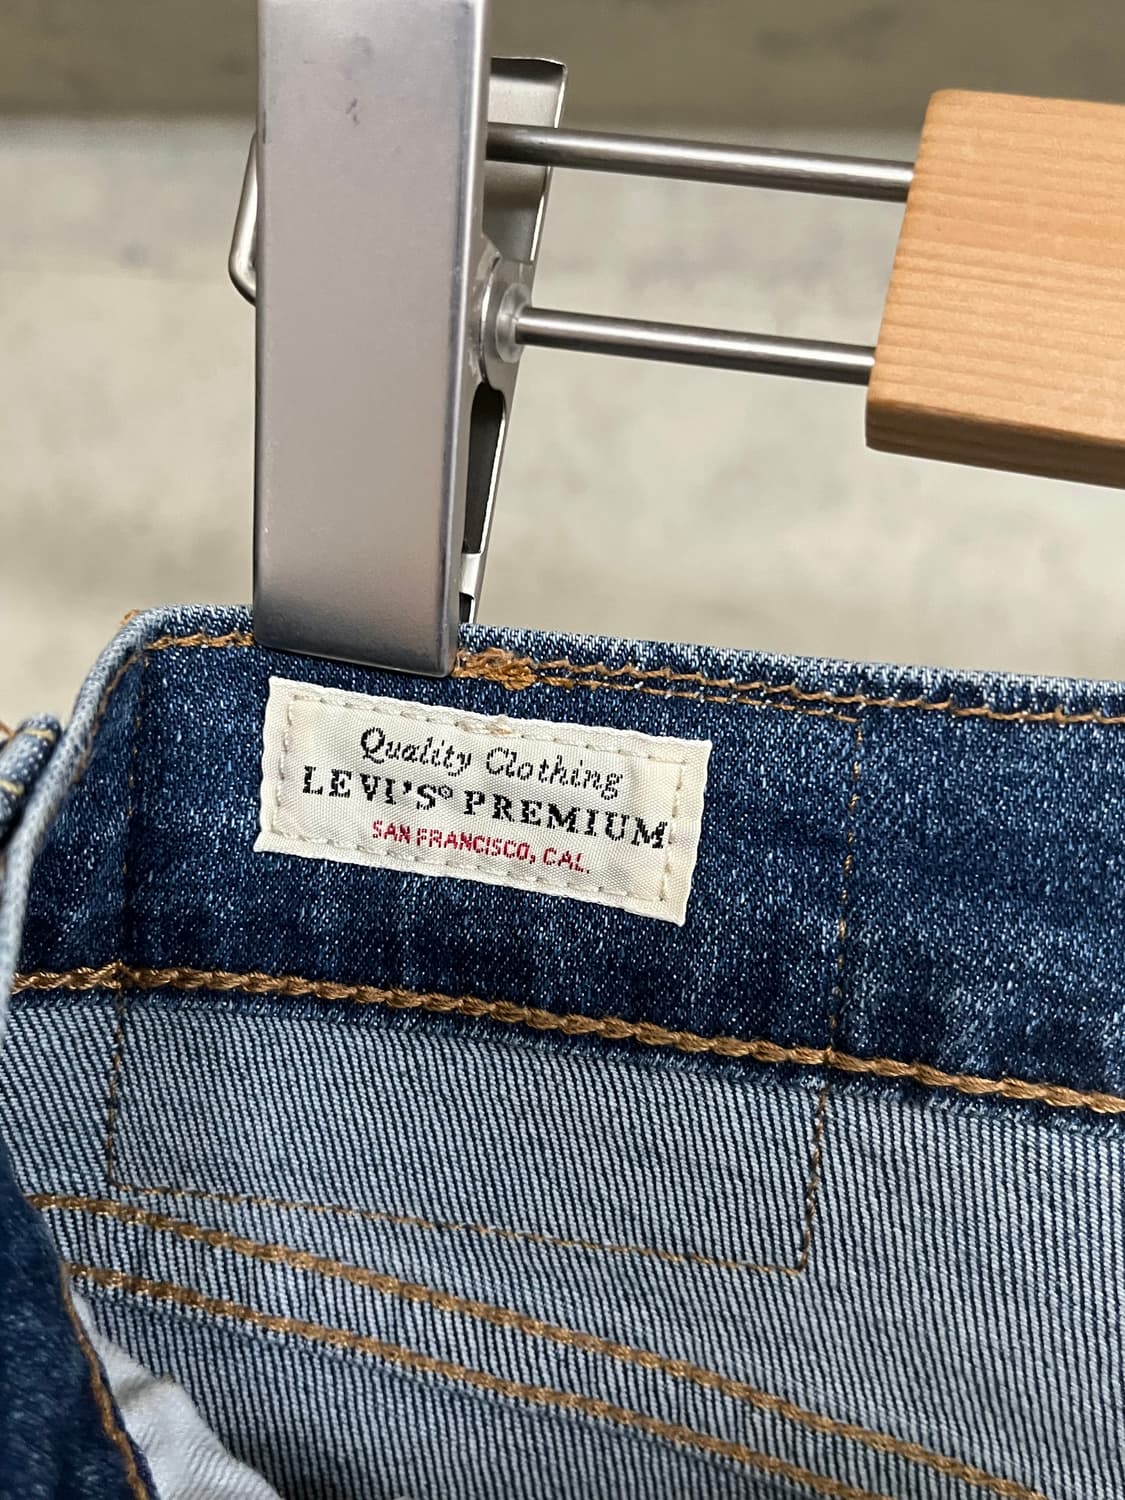 Quality Clothing
LEVI'S® PREMIUM
SAN FRANCISCO, CAL.